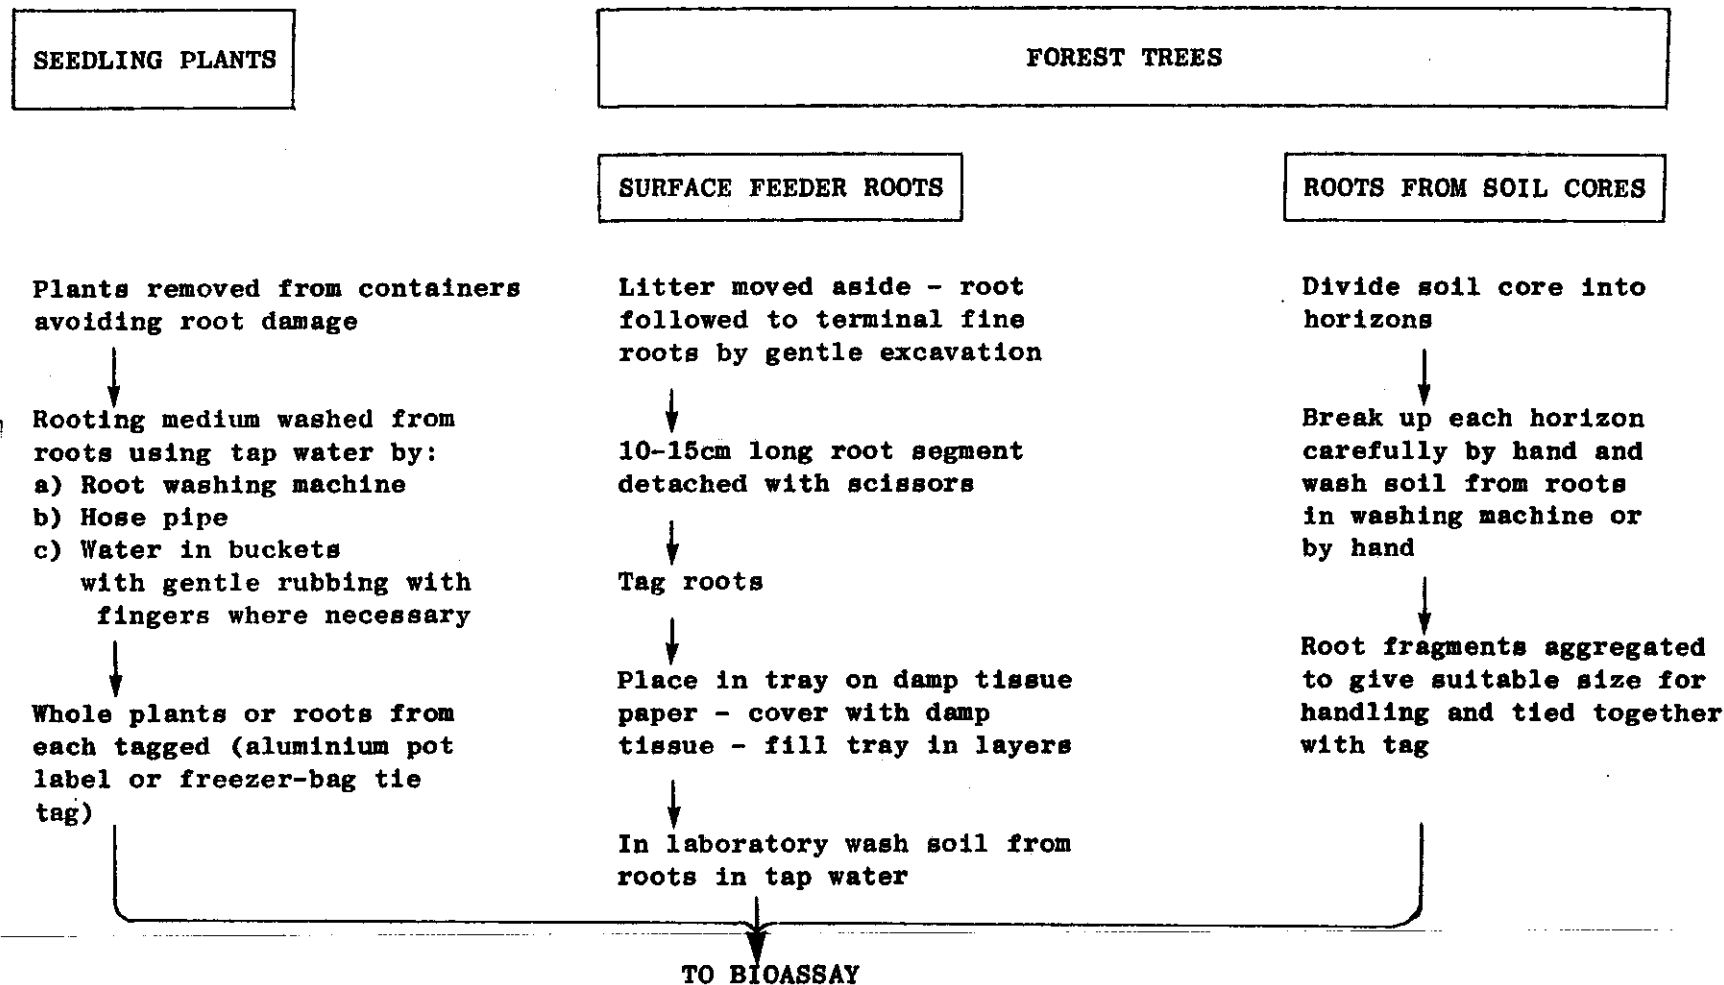 SEEDLING PLANTS
FOREST TREES
SURFACE FEEDER ROOTS
ROOTS FROM SOIL CORES
Plants removed from containers
avoiding root damage
Rooting medium washed from
roots using tap water by:
a) Root washing machine
b) Hose pipe
c) Water in buckets
with gentle rubbing with
fingers where necessary
Whole plants or roots from
each tagged (aluminium pot
label or freezer-bag tie
tag)
Litter moved aside - root
followed to terminal fine
roots by gentle excavation
10-15cm long root segment
detached with scissors
Tag roots
Place in tray on damp tissue
paper - cover with damp
tissue - fill tray in layers
In laboratory wash soil from
roots in tap water
Divide soil core into
horizons
Break up each horizon
carefully by hand and
wash soil from roots
in washing machine or
by hand
Root fragments aggregated
to give suitable size for
handling and tied together
with tag
TO BIOASSAY